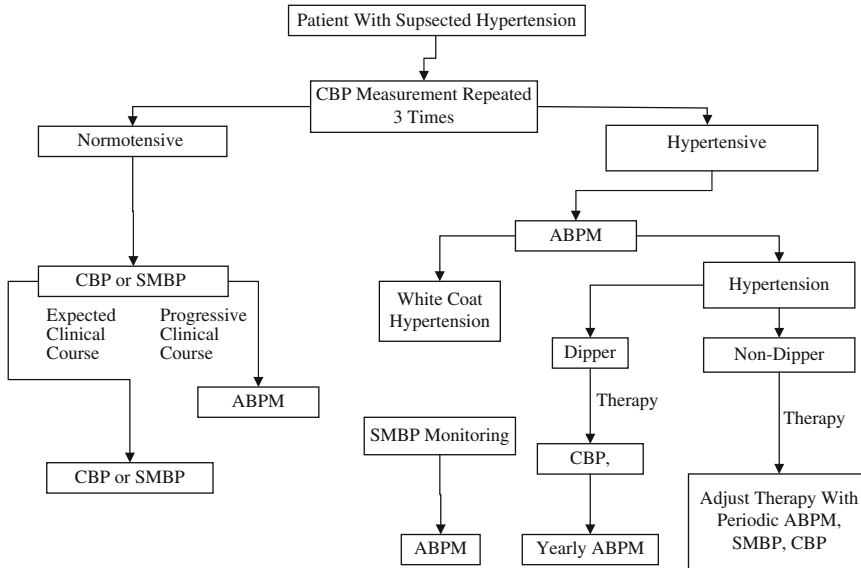 Patient With Supsected Hypertension
CBP Measurement Repeated
3 Times
Normotensive
Hypertensive
ABPM
CBP or SMBP
White Coat
Hypertension
Hypertension
Expected
Clinical
Course
Progressive
Clinical
Course
Dipper
Non-Dipper
ABPM
Therapy
Therapy
SMBP Monitoring
CBP or SMBP
CBP,
Adjust Therapy With
Periodic ABPM,
SMBP, CBP
ABPM
Yearly ABPM